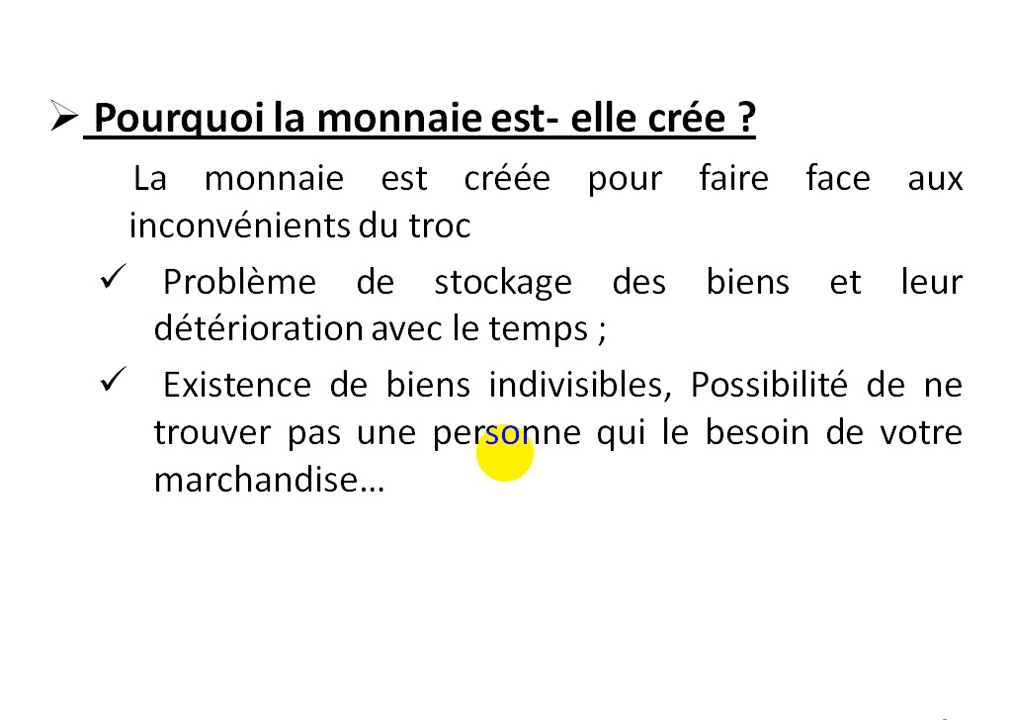 Pourquoi la monnaie est- elle crée ?
La monnaie est créée pour faire face aux
inconvénients du troc
Problème de stockage des biens et leur
détérioration avec le temps ;
Existence de biens indivisibles, Possibilité de ne
trouver pas une personne qui le besoin de votre
marchandise...